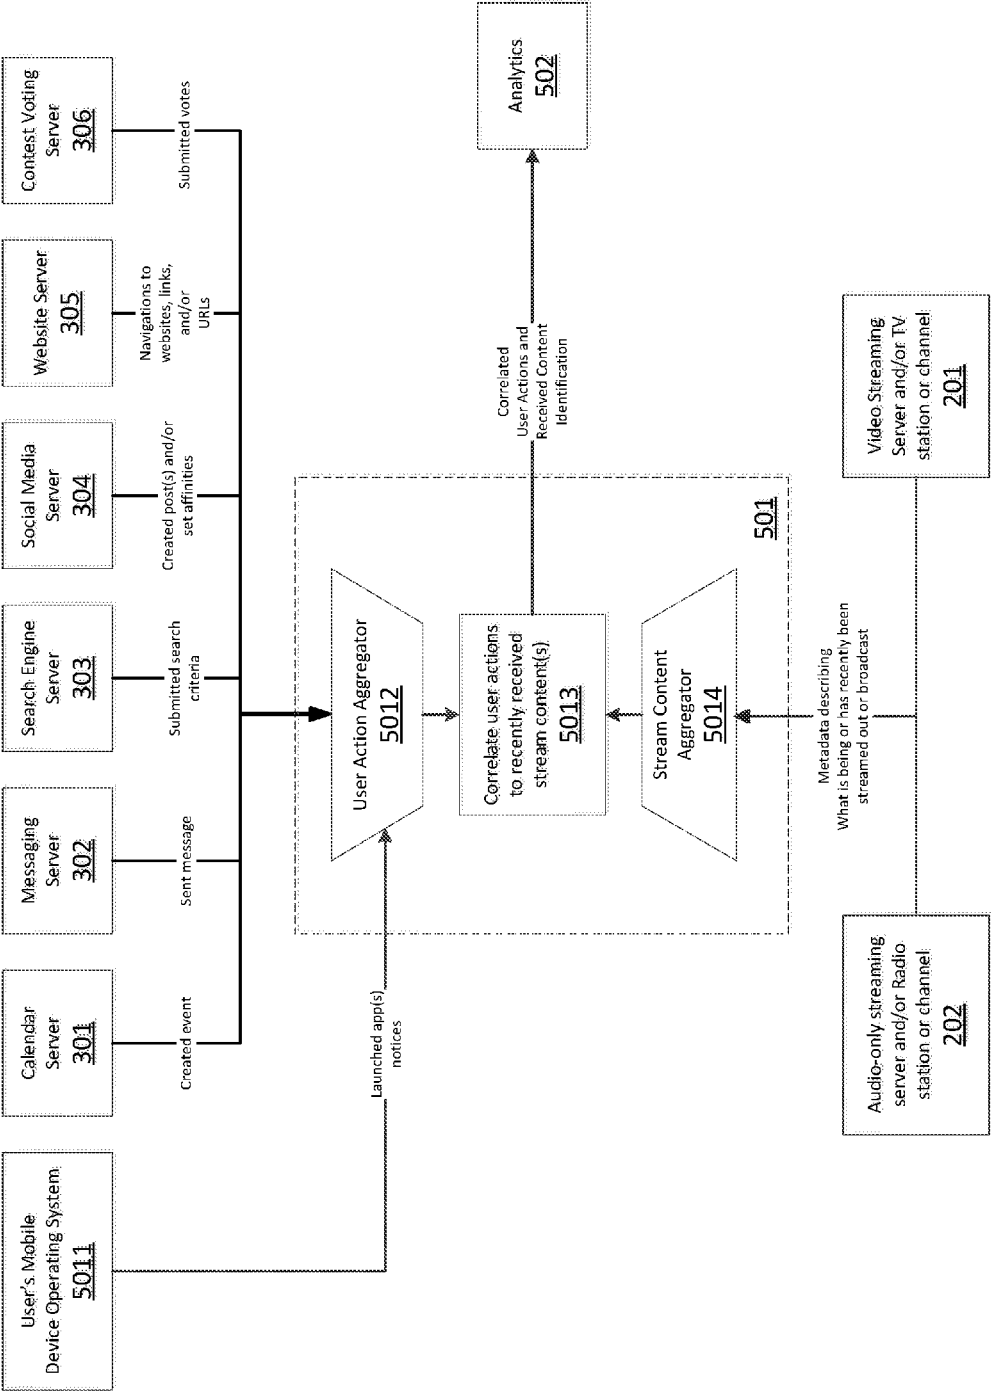 User's Mobile
Device Operating System
5011
Calendar
Server
301
Messaging
Server
302
Search Engine
Server
303
Social Media
Server
304
Website Server
305
Contest Voting
Server
306
Created event
Sent message
Submitted search
criteria
Created post(s) and/or
set affinities
Navigations to
websites, links,
and/or
URLs
Submitted votes
Launched app(s)
notices
User Action Aggregator
5012
Correlate user actions
to recently received
stream content(s)
5013
Stream Content
Aggregator
5014
501
Correlated
User Actions and
Received Content
Identification
Analytics
502
Metadata describing
What is being or has recently been
streamed out or broadcast
Audio-only streaming
server and/or Radio
station or channel
202
Video Streaming
Server and/or TV
station or channel
201